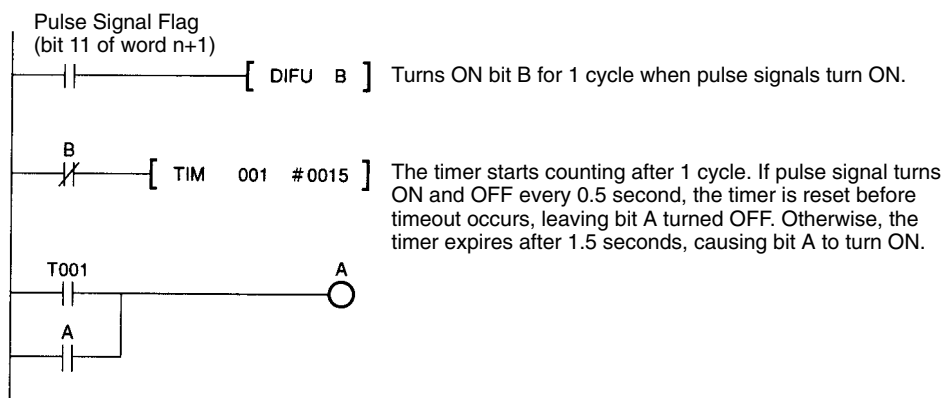 Pulse Signal Flag
(bit 11 of word n+1)
[ DIFU B ] Turns ON bit B for 1 cycle when pulse signals turn ON.
B
[ TIM 001 #0015 ] The timer starts counting after 1 cycle. If pulse signal turns
ON and OFF every 0.5 second, the timer is reset before
timeout occurs, leaving bit A turned OFF. Otherwise, the
timer expires after 1.5 seconds, causing bit A to turn ON.
T001 A
A